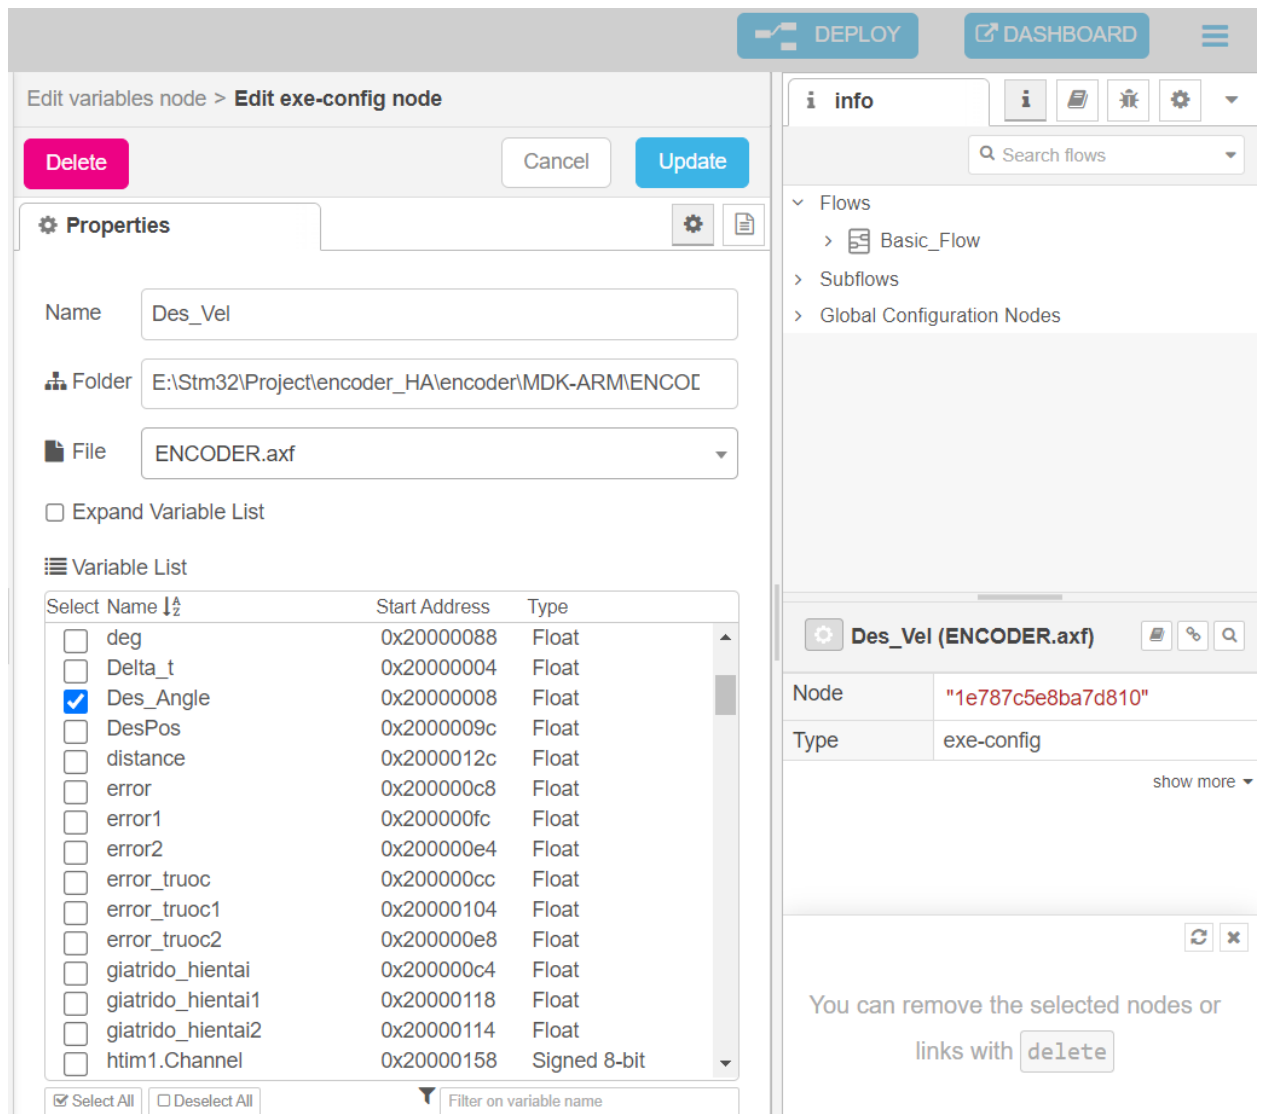 DEPLOY
DASHBOARD
Edit variables node > Edit exe-config node
Delete
Cancel
Update
Properties
Name
Des_Vel
Folder
E:\Stm32\Project\encoder_HA\encoder\MDK-ARM\ENCOD
File
ENCODER.axf
Expand Variable List
Variable List
Select Name Start Address Type
deg 0x20000088 Float
Delta_t 0x20000004 Float
Des_Angle 0x20000008 Float
DesPos 0x2000009c Float
distance 0x2000012c Float
error 0x200000c8 Float
error1 0x200000fc Float
error2 0x200000e4 Float
error_truoc 0x200000cc Float
error_truoc1 0x20000104 Float
error_truoc2 0x200000e8 Float
giatrido_hientai 0x200000c4 Float
giatrido_hientai1 0x20000118 Float
giatrido_hientai2 0x20000114 Float
htim1.Channel 0x20000158 Signed 8-bit
Select All
Deselect All
Filter on variable name
info
Search flows
Flows
Basic_Flow
Subflows
Global Configuration Nodes
Des_Vel (ENCODER.axf)
Node "1e787c5e8ba7d810"
Type exe-config
show more
You can remove the selected nodes or
links with delete